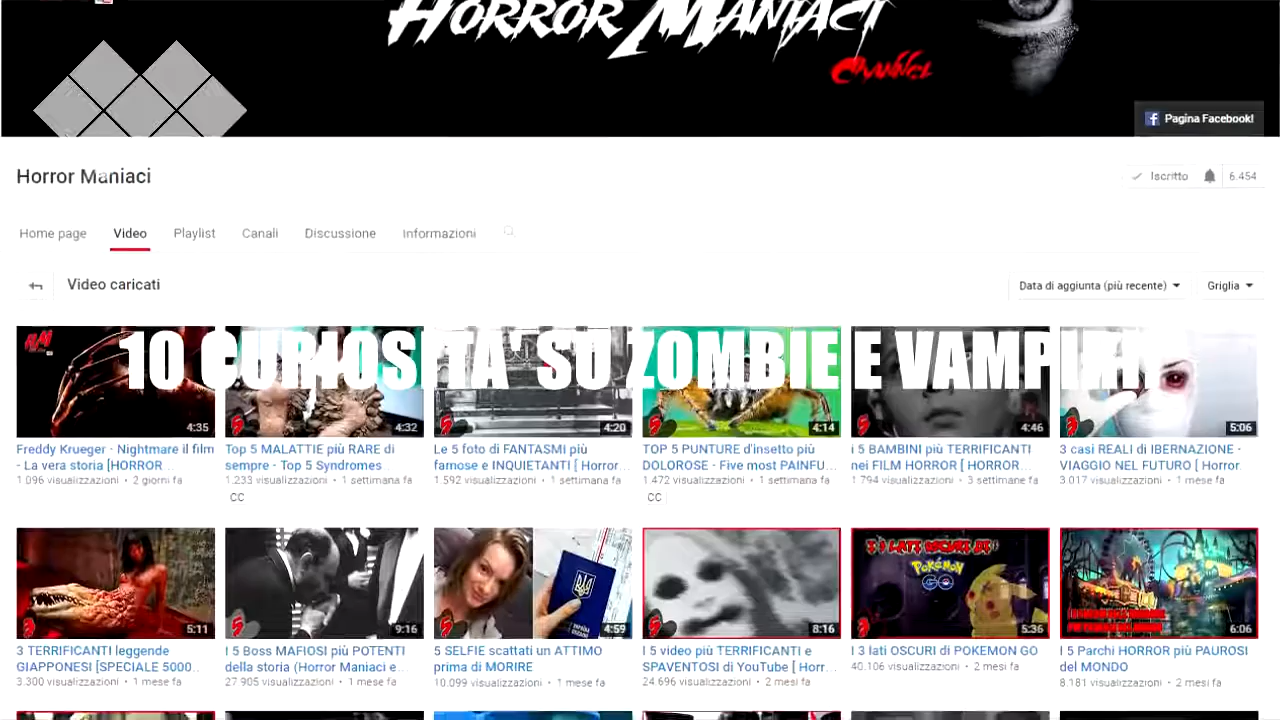 HORROR MANIACI
CHANNEL
Pagina Facebook!
Horror Maniaci
Iscritto
6.454
Home page
Video
Playlist
Canali
Discussione
Informazioni
Video caricati
Data di aggiunta (più recente)
Griglia
10 CURIOSITA' SU ZOMBIE E VAMPIRI
4:35
4:32
4:20
4:14
4:46
5:06
Freddy Krueger - Nightmare il film
- La vera storia [HORROR ...
1.096 visualizzazioni • 2 giorni fa
Top 5 MALATTIE più RARE di
sempre - Top 5 Syndromes
1.233 visualizzazioni • 1 settimana fa
CC
Le 5 foto di FANTASMI più
famose e INQUIETANTI [ Horror...
1.592 visualizzazioni • 1 settimana fa
TOP 5 PUNTURE d'insetto più
DOLOROSE - Five most PAINFU...
1.472 visualizzazioni • 1 settimana fa
CC
i 5 BAMBINI più TERRIFICANTI
nei FILM HORROR [ HORROR...
1.794 visualizzazioni • 3 settimane fa
3 casi REALI di IBERNAZIONE -
VIAGGIO NEL FUTURO [ Horror.
3.017 visualizzazioni • 1 mese fa
5:11
9:16
4:59
8:16
I 3 LATI OSCURI DI
POKÉMON
GO
5:36
6:06
3 TERRIFICANTI leggende
GIAPPONESI [SPECIALE 5000...
3.300 visualizzazioni • 1 mese fa
I 5 Boss MAFIOSI più POTENTI
della storia (Horror Maniaci e...
27.905 visualizzazioni • 1 mese fa
5 SELFIE scattati un ATTIMO
prima di MORIRE
10.099 visualizzazioni • 1 mese fa
I 5 video più TERRIFICANTI e
SPAVENTOSI di YouTube [ Horr...
24.696 visualizzazioni • 2 mesi fa
I 3 lati OSCURI di POKEMON GO
40.106 visualizzazioni • 2 mesi fa
I 5 Parchi HORROR più PAUROSI
del MONDO
8.181 visualizzazioni • 2 mesi fa